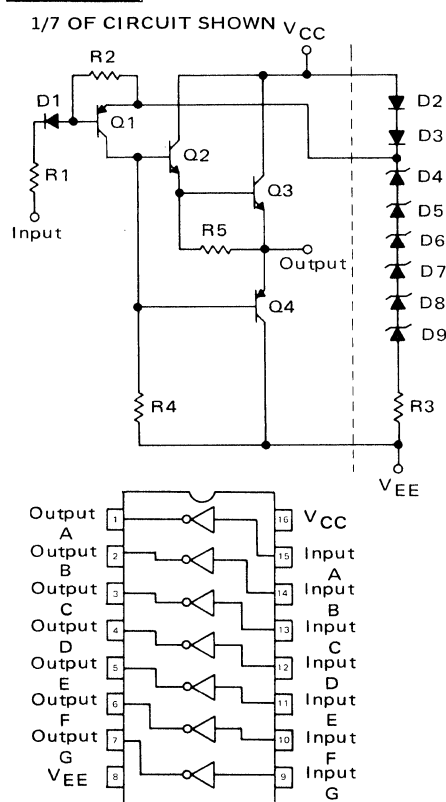 1/7 OF CIRCUIT SHOWN
VCC
R2
D1
Q1
D2
D3
R1
Q2
D4
Q3
D5
Input
R5
Output
D6
D7
Q4
D8
D9
R4
R3
VEE
Output A 1 16 VCC
Output B 2 15 Input A
Output C 3 14 Input B
Output D 4 13 Input C
Output E 5 12 Input D
Output F 6 11 Input E
Output G 7 10 Input F
VEE 8 9 Input G